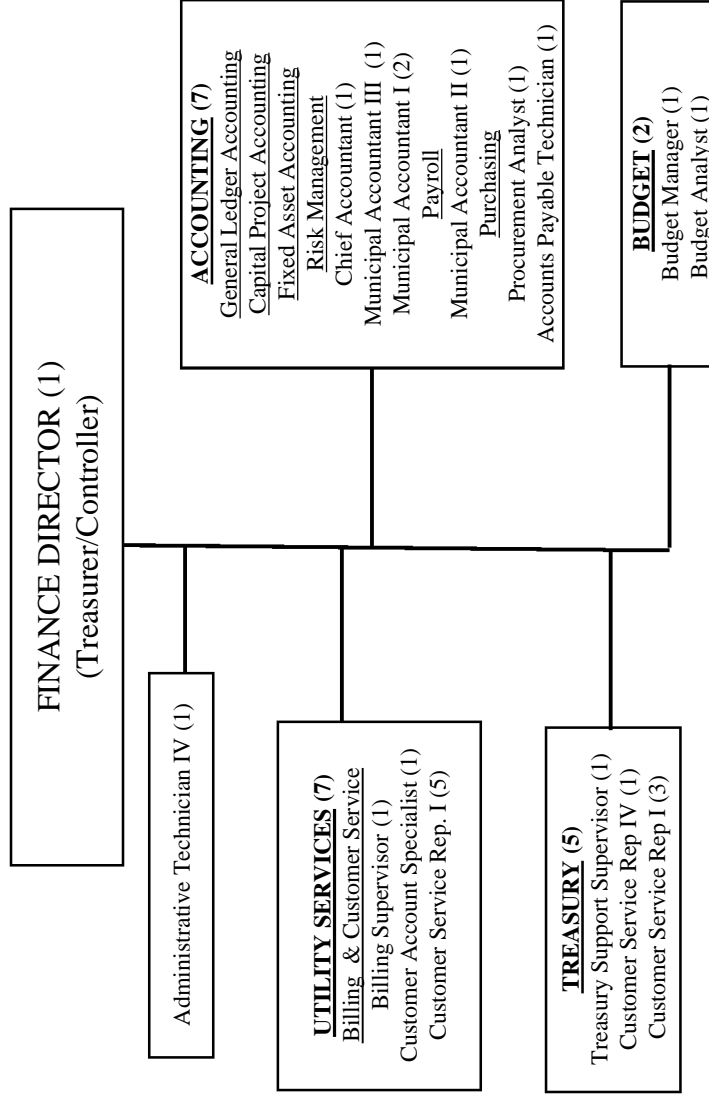 FINANCE DIRECTOR (1)
(Treasurer/Controller)
Administrative Technician IV (1)
UTILITY SERVICES (7)
Billing & Customer Service
Billing Supervisor (1)
Customer Account Specialist (1)
Customer Service Rep. I (5)
ACCOUNTING (7)
General Ledger Accounting
Capital Project Accounting
Fixed Asset Accounting
Risk Management
Chief Accountant (1)
Municipal Accountant III (1)
Municipal Accountant I (2)
Payroll
Municipal Accountant II (1)
Purchasing
Procurement Analyst (1)
Accounts Payable Technician (1)
TREASURY (5)
Treasury Support Supervisor (1)
Customer Service Rep IV (1)
Customer Service Rep I (3)
BUDGET (2)
Budget Manager (1)
Budget Analyst (1)